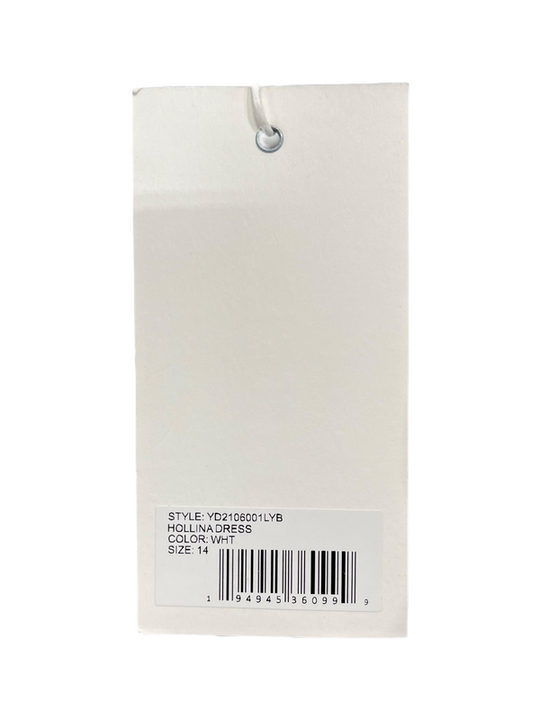 STYLE: YD2106001LYB
HOLLINA DRESS
COLOR: WHT
SIZE: 14
1 94945 36099 9